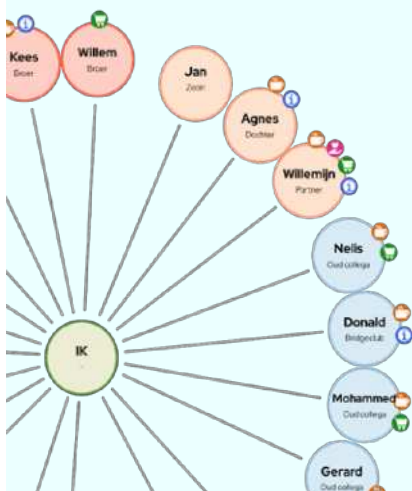 Kees
Broer
Willem
Broer
Jan
Zoon
Agnes
Dochter
Willemijn
Partner
Nelis
Oud collega
Donald
Bridgeclub
IK
Mohammed
Oud collega
Gerard
Oud collega